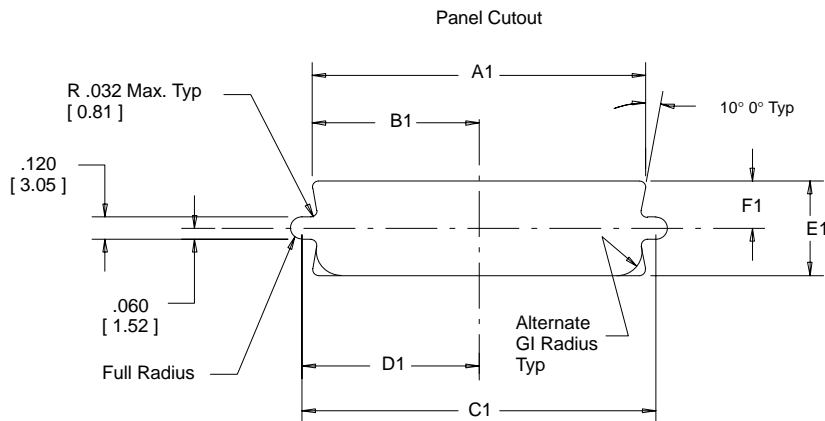 Panel Cutout
A1
R .032 Max. Typ
[ 0.81 ]
10° 0° Typ
B1
.120
[ 3.05 ]
F1
E1
.060
[ 1.52 ]
Alternate
GI Radius
Typ
Full Radius
D1
C1